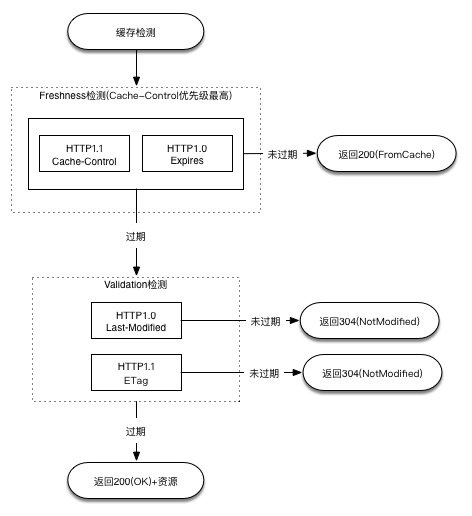 缓存检测
Freshness检测(Cache-Control优先级最高)
HTTP1.1
Cache-Control
HTTP1.0
Expires
未过期
返回200(FromCache)
过期
Validation检测
HTTP1.0
Last-Modified
未过期
返回304(NotModified)
HTTP1.1
ETag
未过期
返回304(NotModified)
过期
返回200(OK)+资源